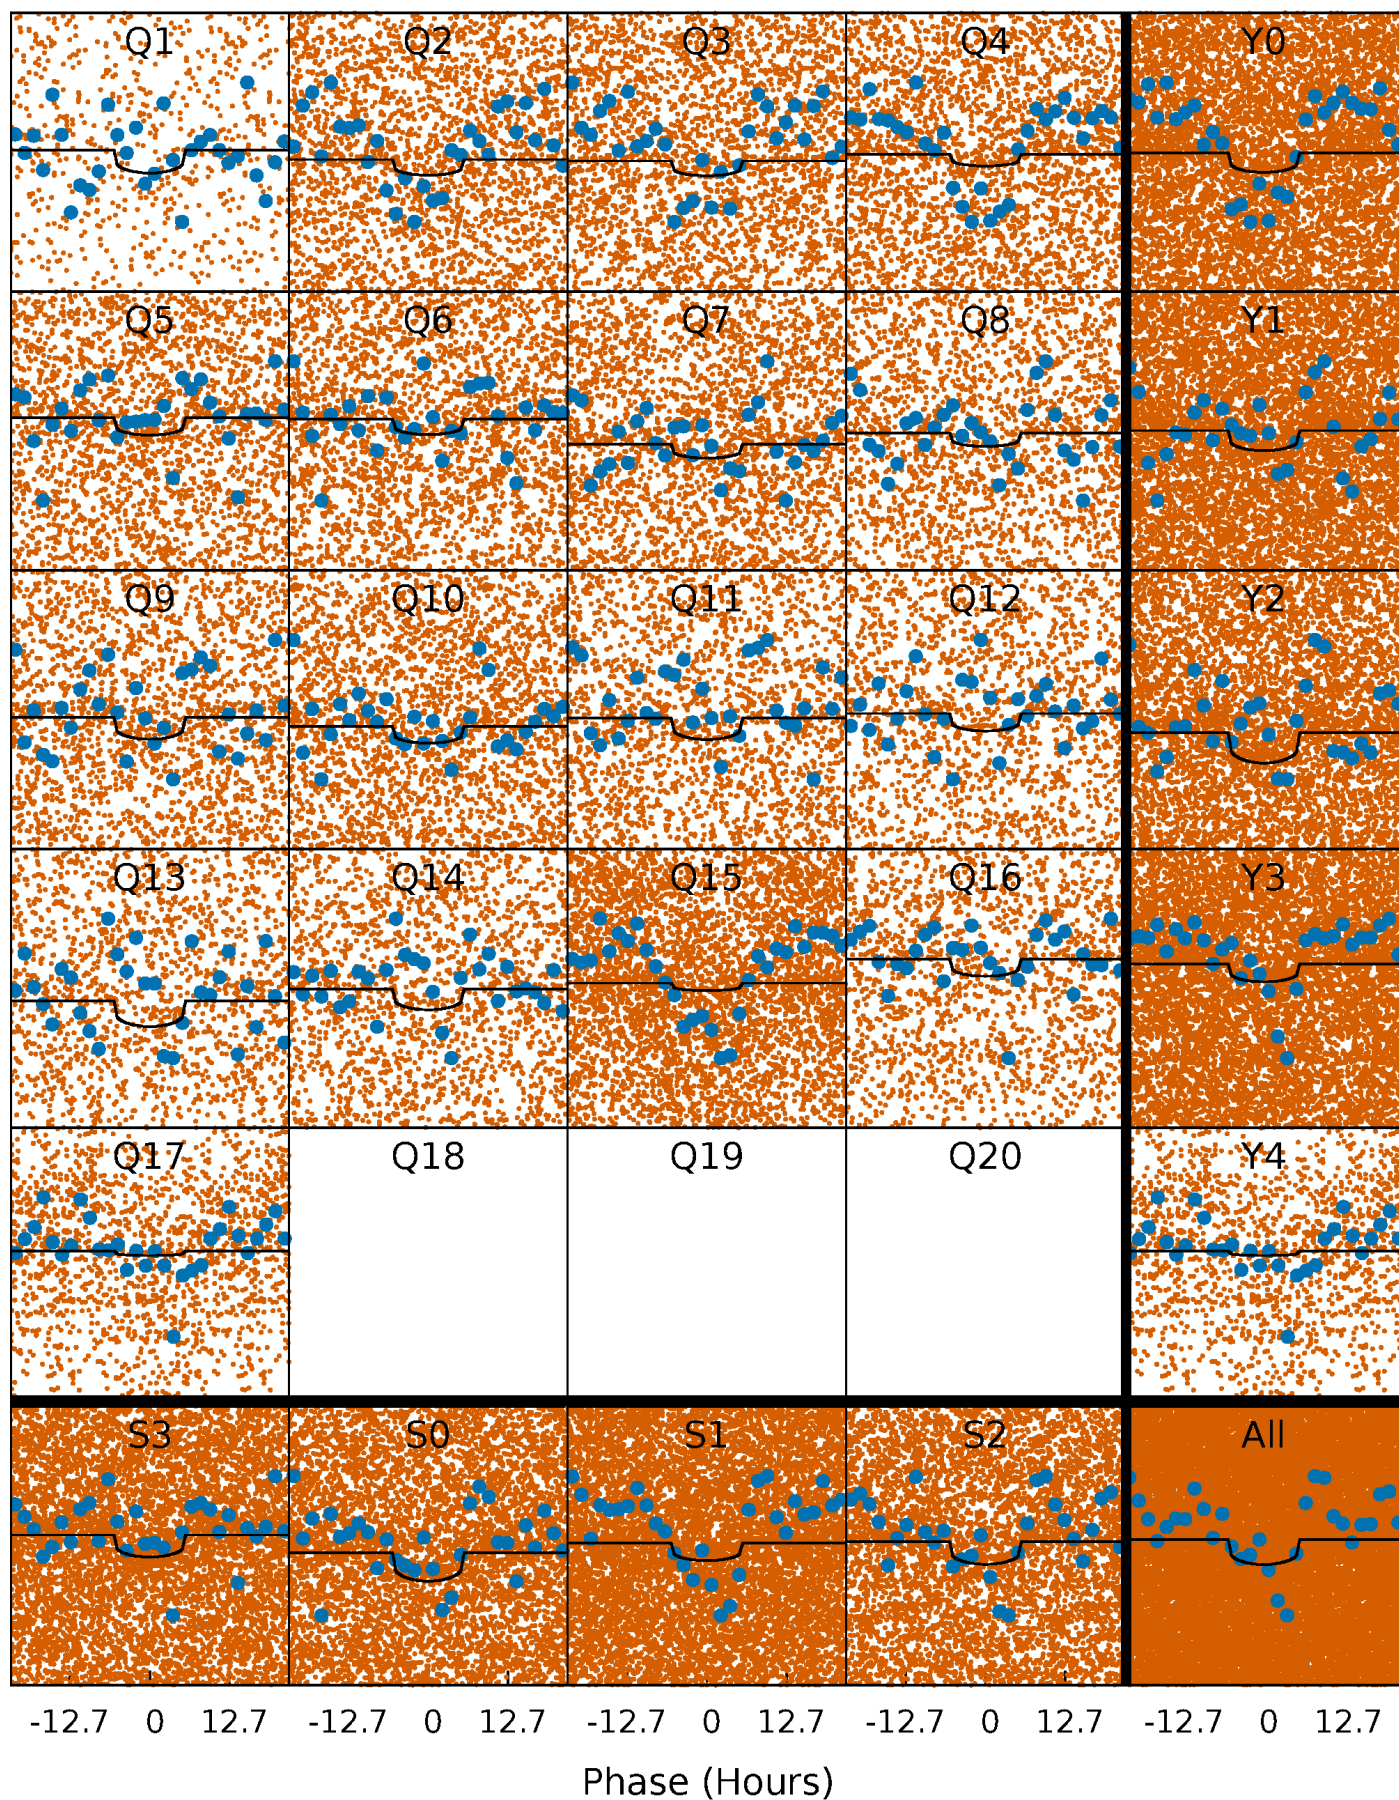 Q1 Q2 Q3 Q4 Y0
Q5 Q6 Q7 Q8 Y1
Q9 Q10 Q11 Q12 Y2
Q13 Q14 Q15 Q16 Y3
Q17 Q18 Q19 Q20 Y4
S3 S0 S1 S2 All
-12.7 0 12.7 -12.7 0 12.7 -12.7 0 12.7 -12.7 0 12.7 -12.7 0 12.7
Phase (Hours)